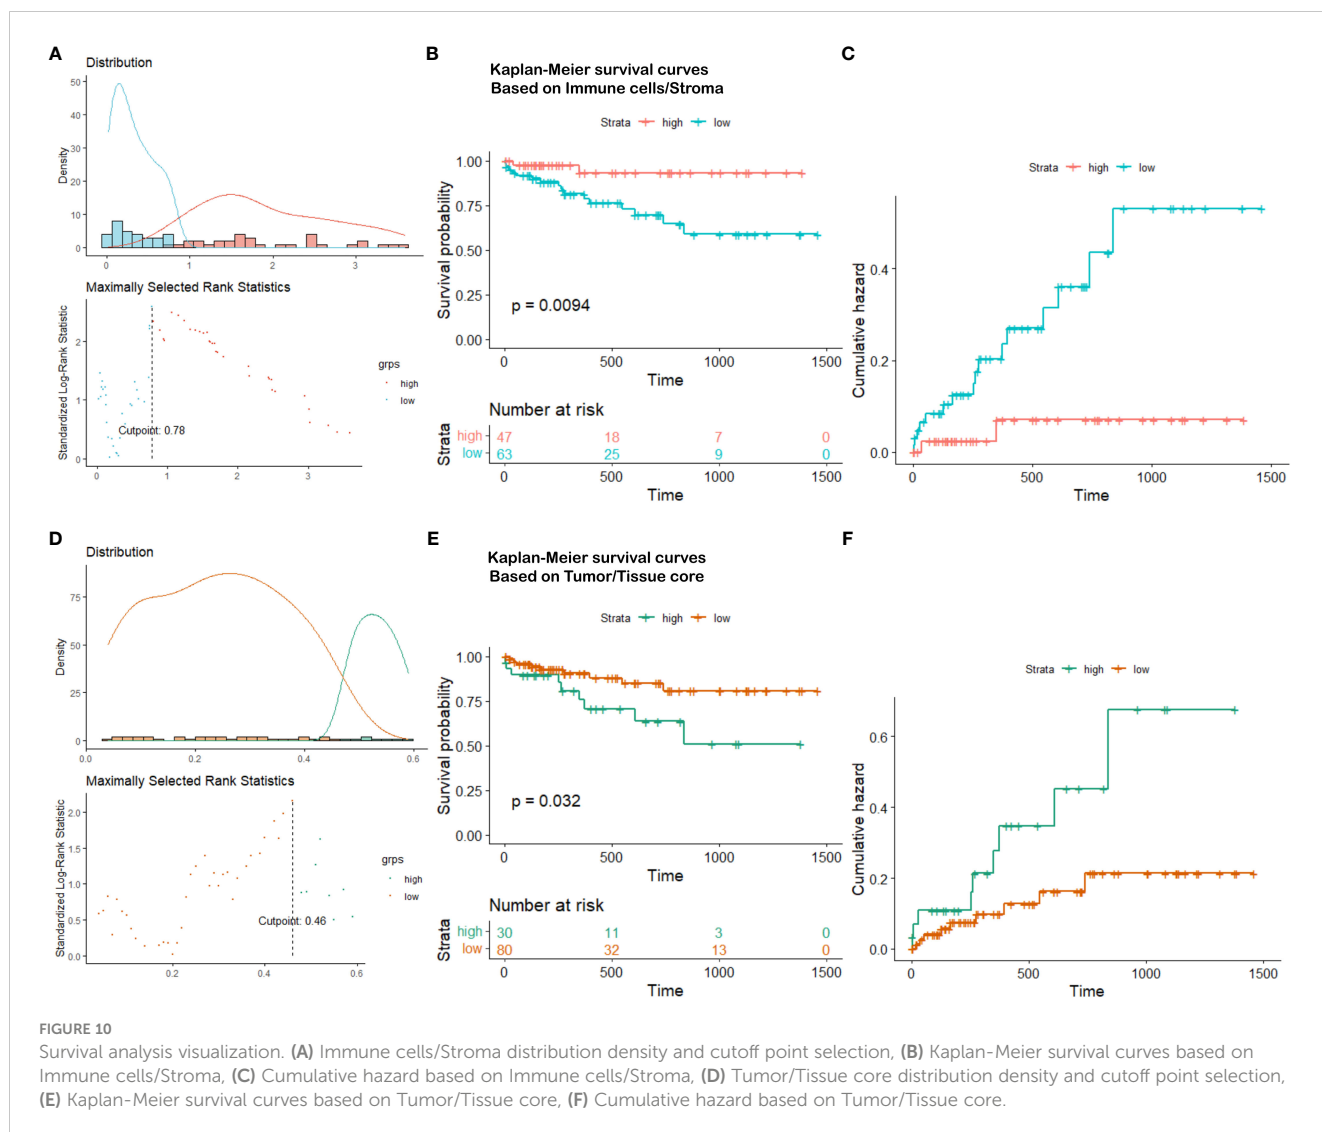 A
Distribution
50
40
30
20
10
0
Density
0 1 2 3
Maximally Selected Rank Statistics
Standardized Log-Rank Statistic
2
1
0
Cutpoint: 0.78
grps
high
low
0 1 2 3
B
Kaplan-Meier survival curves
Based on Immune cells/Stroma
Strata high low
Survival probability
1.00
0.75
0.50
0.25
0.00
p = 0.0094
0 500 1000 1500
Time
Number at risk
Strata
high 47 18 7 0
low 63 25 9 0
0 500 1000 1500
Time
C
Strata high low
Cumulative hazard
0.4
0.2
0.0
0 500 1000 1500
Time
D
Distribution
75
50
25
0
Density
0.0 0.2 0.4 0.6
Maximally Selected Rank Statistics
Standardized Log-Rank Statistic
2.0
1.5
1.0
0.5
0.0
Cutpoint: 0.46
grps
high
low
0.2 0.4 0.6
E
Kaplan-Meier survival curves
Based on Tumor/Tissue core
Strata high low
Survival probability
1.00
0.75
0.50
0.25
0.00
p = 0.032
0 500 1000 1500
Time
Number at risk
Strata
high 30 11 3 0
low 80 32 13 0
0 500 1000 1500
Time
F
Strata high low
Cumulative hazard
0.6
0.4
0.2
0.0
0 500 1000 1500
Time
FIGURE 10
Survival analysis visualization. (A) Immune cells/Stroma distribution density and cutoff point selection, (B) Kaplan-Meier survival curves based on
Immune cells/Stroma, (C) Cumulative hazard based on Immune cells/Stroma, (D) Tumor/Tissue core distribution density and cutoff point selection,
(E) Kaplan-Meier survival curves based on Tumor/Tissue core, (F) Cumulative hazard based on Tumor/Tissue core.